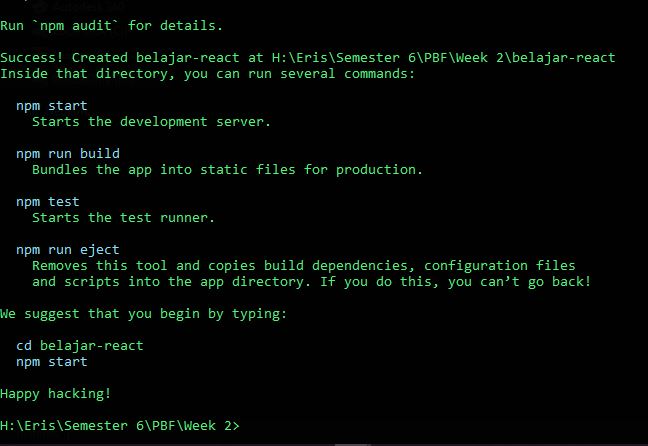 Run `npm audit` for details.
Success! Created belajar-react at H:\Eris\Semester 6\PBF\Week 2\belajar-react
Inside that directory, you can run several commands:
npm start
Starts the development server.
npm run build
Bundles the app into static files for production.
npm test
Starts the test runner.
npm run eject
Removes this tool and copies build dependencies, configuration files
and scripts into the app directory. If you do this, you can’t go back!
We suggest that you begin by typing:
cd belajar-react
npm start
Happy hacking!
H:\Eris\Semester 6\PBF\Week 2>